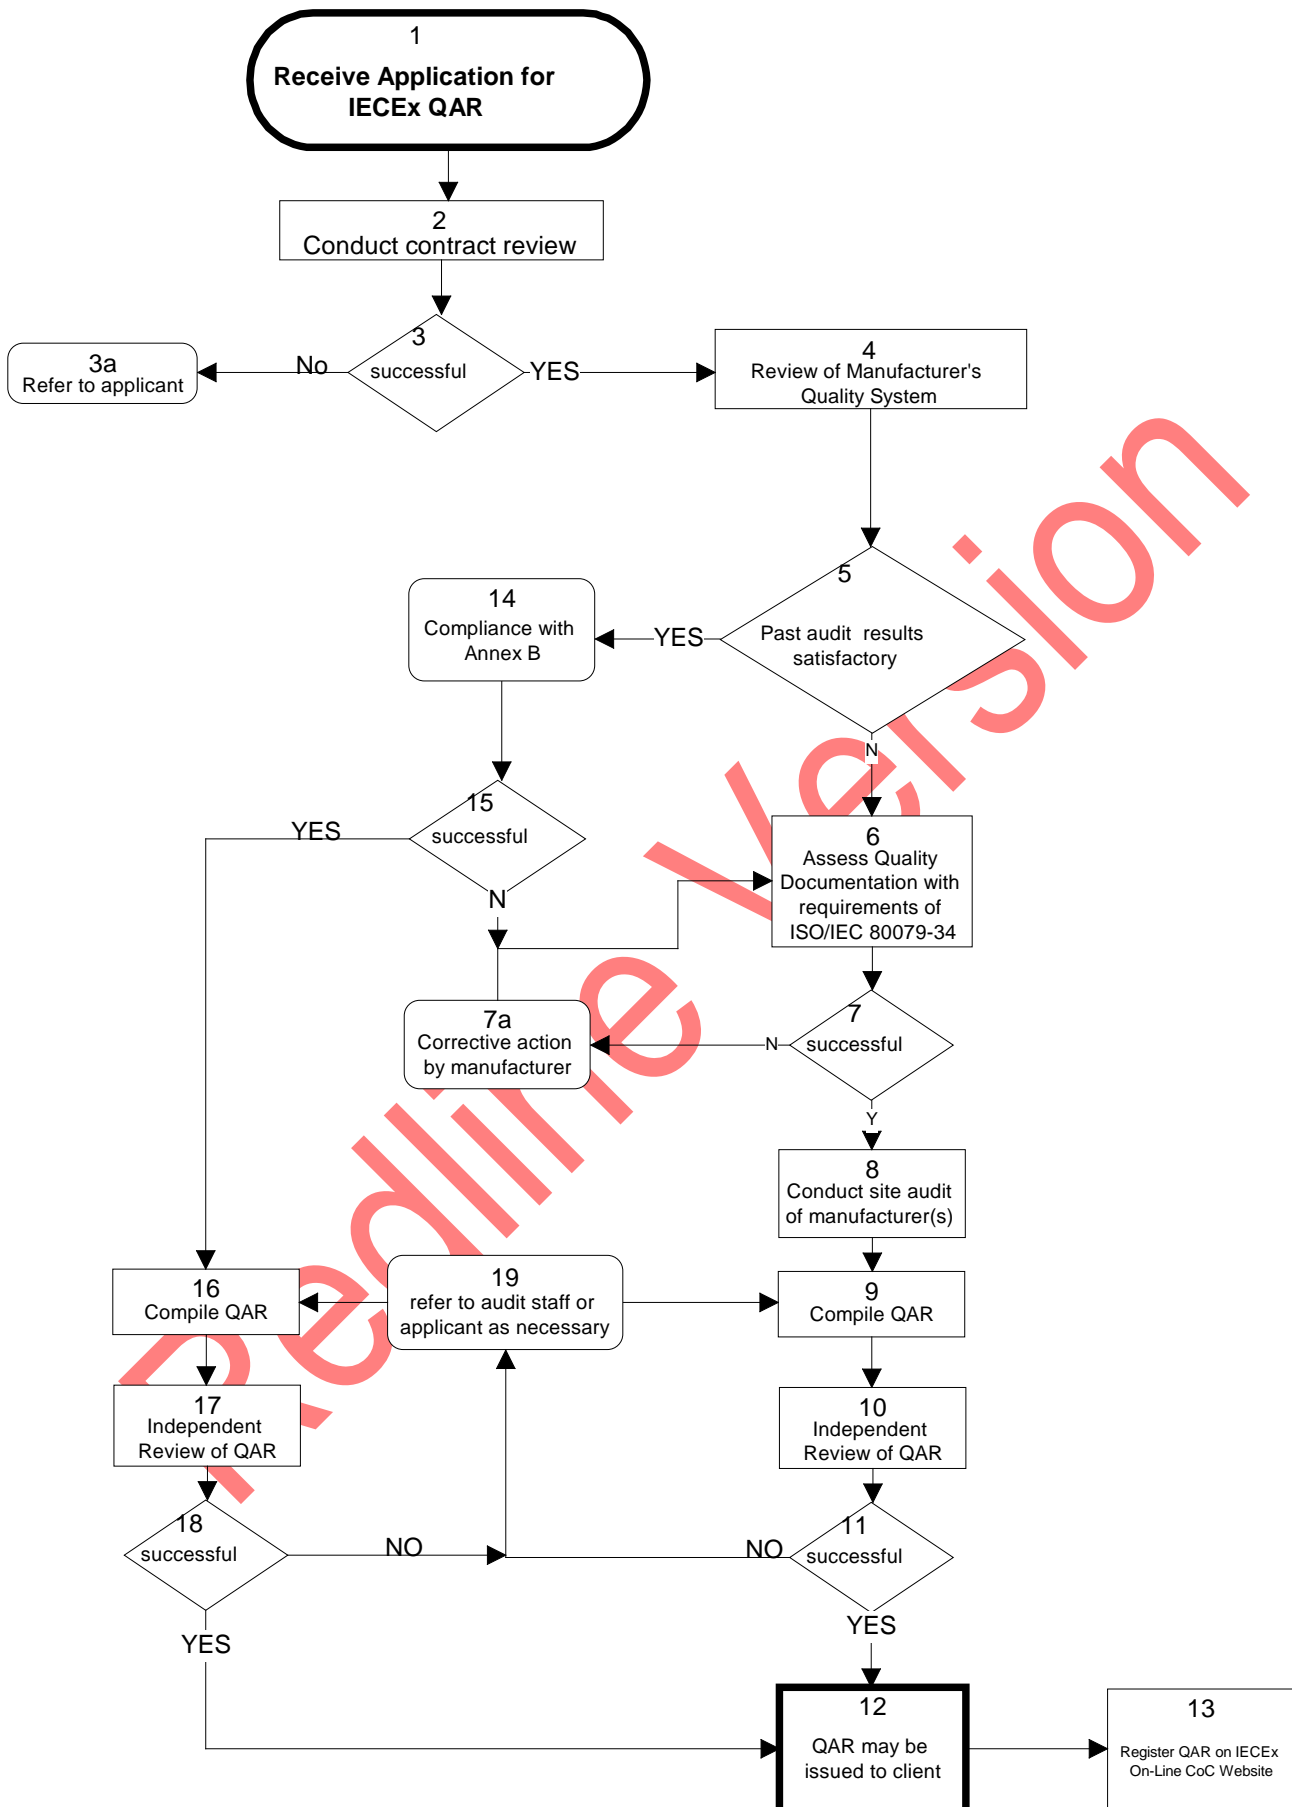 1
Receive Application for
IECEx QAR
2
Conduct contract review
3
successful
No
YES
3a
Refer to applicant
4
Review of Manufacturer's
Quality System
5
Past audit results
satisfactory
YES
N
14
Compliance with
Annex B
15
successful
YES
N
6
Assess Quality
Documentation with
requirements of
ISO/IEC 80079-34
7
successful
N
Y
7a
Corrective action
by manufacturer
8
Conduct site audit
of manufacturer(s)
16
Compile QAR
19
refer to audit staff or
applicant as necessary
9
Compile QAR
17
Independent
Review of QAR
10
Independent
Review of QAR
18
successful
NO
YES
11
successful
NO
YES
12
QAR may be
issued to client
13
Register QAR on IECEx
On-Line CoC Website
Redline Version